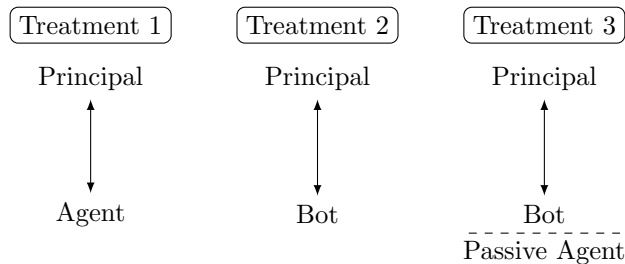 Treatment 1 Treatment 2 Treatment 3
Principal Principal Principal
Agent Bot Bot
Passive Agent